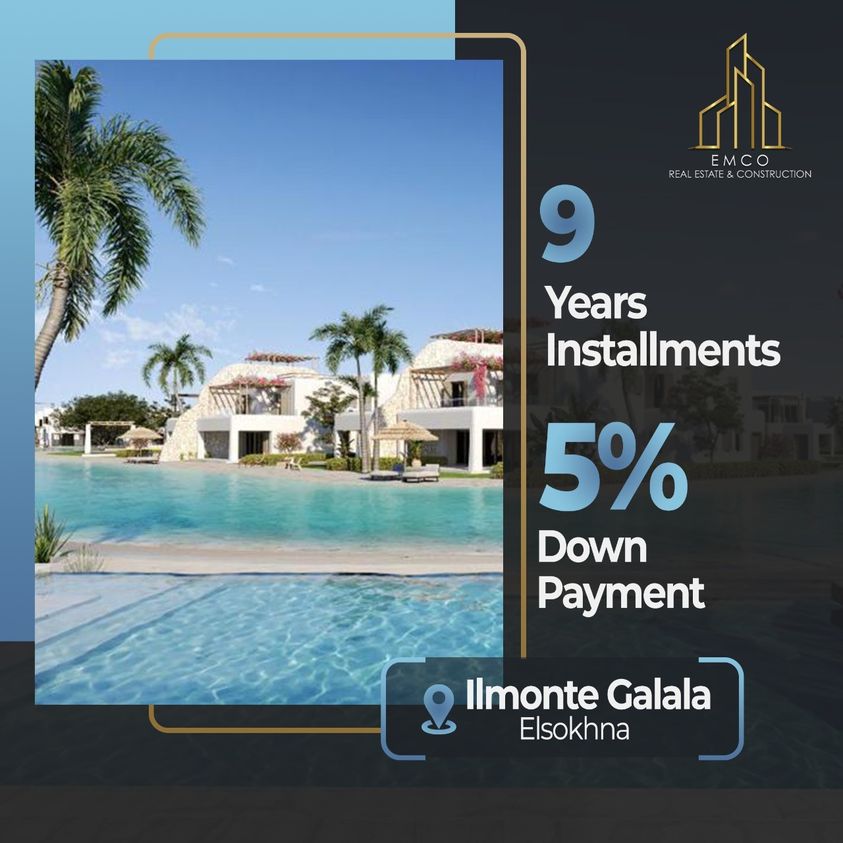 EMCO
REAL ESTATE & CONSTRUCTION
9
Years
Installments
5%
Down
Payment
Ilmonte Galala
Elsokhna